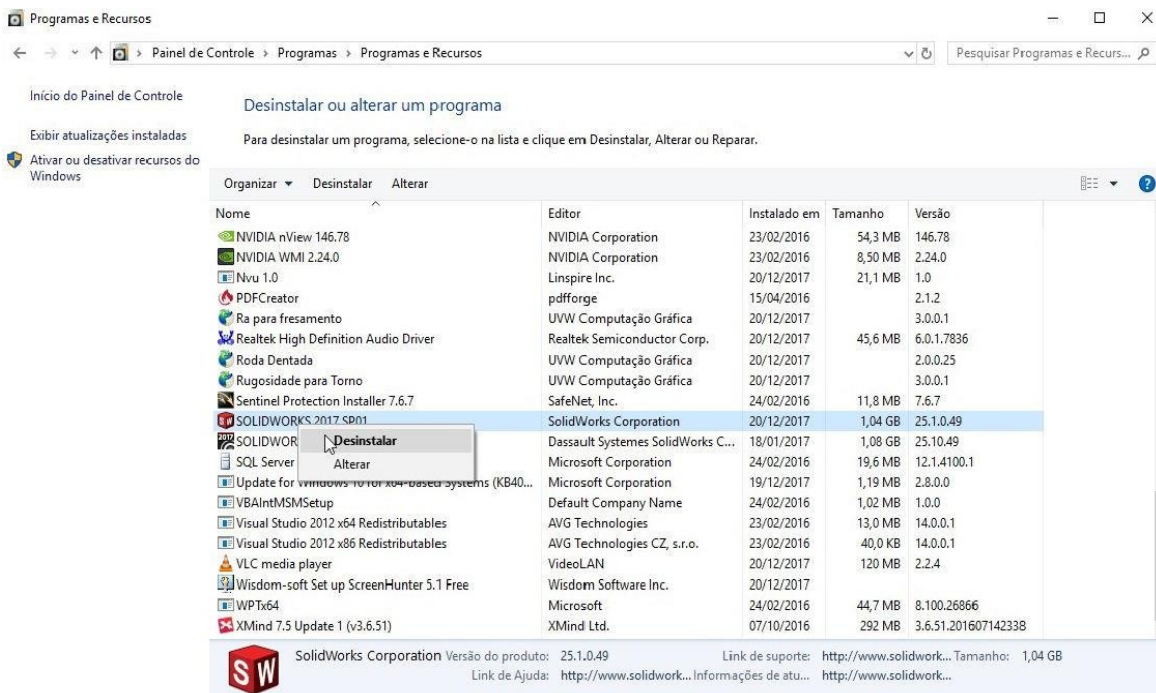 Programas e Recursos
Painel de Controle > Programas > Programas e Recursos
Pesquisar Programas e Recurs...
Início do Painel de Controle
Exibir atualizações instaladas
Ativar ou desativar recursos do
Windows
Desinstalar ou alterar um programa
Para desinstalar um programa, selecione-o na lista e clique em Desinstalar, Alterar ou Reparar.
Organizar Desinstalar Alterar
Nome Editor Instalado em Tamanho Versão
NVIDIA nView 146.78 NVIDIA Corporation 23/02/2016 54,3 MB 146.78
NVIDIA WMI 2.24.0 NVIDIA Corporation 23/02/2016 8,50 MB 2.24.0
Nvu 1.0 Linspire Inc. 20/12/2017 21,1 MB 1.0
PDFCreator pdfforge 15/04/2016 2.1.2
Ra para fresamento UVW Computação Gráfica 20/12/2017 3.0.0.1
Realtek High Definition Audio Driver Realtek Semiconductor Corp. 20/12/2017 45,6 MB 6.0.1.7836
Roda Dentada UVW Computação Gráfica 20/12/2017 2.0.0.25
Rugosidade para Torno UVW Computação Gráfica 20/12/2017 3.0.0.1
Sentinel Protection Installer 7.6.7 SafeNet, Inc. 24/02/2016 11,8 MB 7.6.7
SOLIDWORKS 2017 SP01 SolidWorks Corporation 20/12/2017 1,04 GB 25.1.0.49
SOLIDWOR Dassault Systemes SolidWorks C... 18/01/2017 1,08 GB 25.10.49
Desinstalar
Alterar
SQL Server Microsoft Corporation 24/02/2016 19,6 MB 12.1.4100.1
Update for Windows 10 for x64-based Systems (KB40... Microsoft Corporation 19/12/2017 1,19 MB 2.8.0.0
VBAIntMSMSetup Default Company Name 24/02/2016 1,02 MB 1.0.0
Visual Studio 2012 x64 Redistributables AVG Technologies 23/02/2016 13,0 MB 14.0.0.1
Visual Studio 2012 x86 Redistributables AVG Technologies CZ, s.r.o. 23/02/2016 40,0 KB 14.0.0.1
VLC media player VideoLAN 20/12/2017 120 MB 2.2.4
Wisdom-soft Set up ScreenHunter 5.1 Free Wisdom Software Inc. 20/12/2017
WPTx64 Microsoft 24/02/2016 44,7 MB 8.100.26866
XMind 7.5 Update 1 (v3.6.51) XMind Ltd. 07/10/2016 292 MB 3.6.51.201607142338
SolidWorks Corporation Versão do produto: 25.1.0.49 Link de suporte: http://www.solidwork... Tamanho: 1,04 GB
SW Link de Ajuda: http://www.solidwork... Informações de atu... http://www.solidwork...